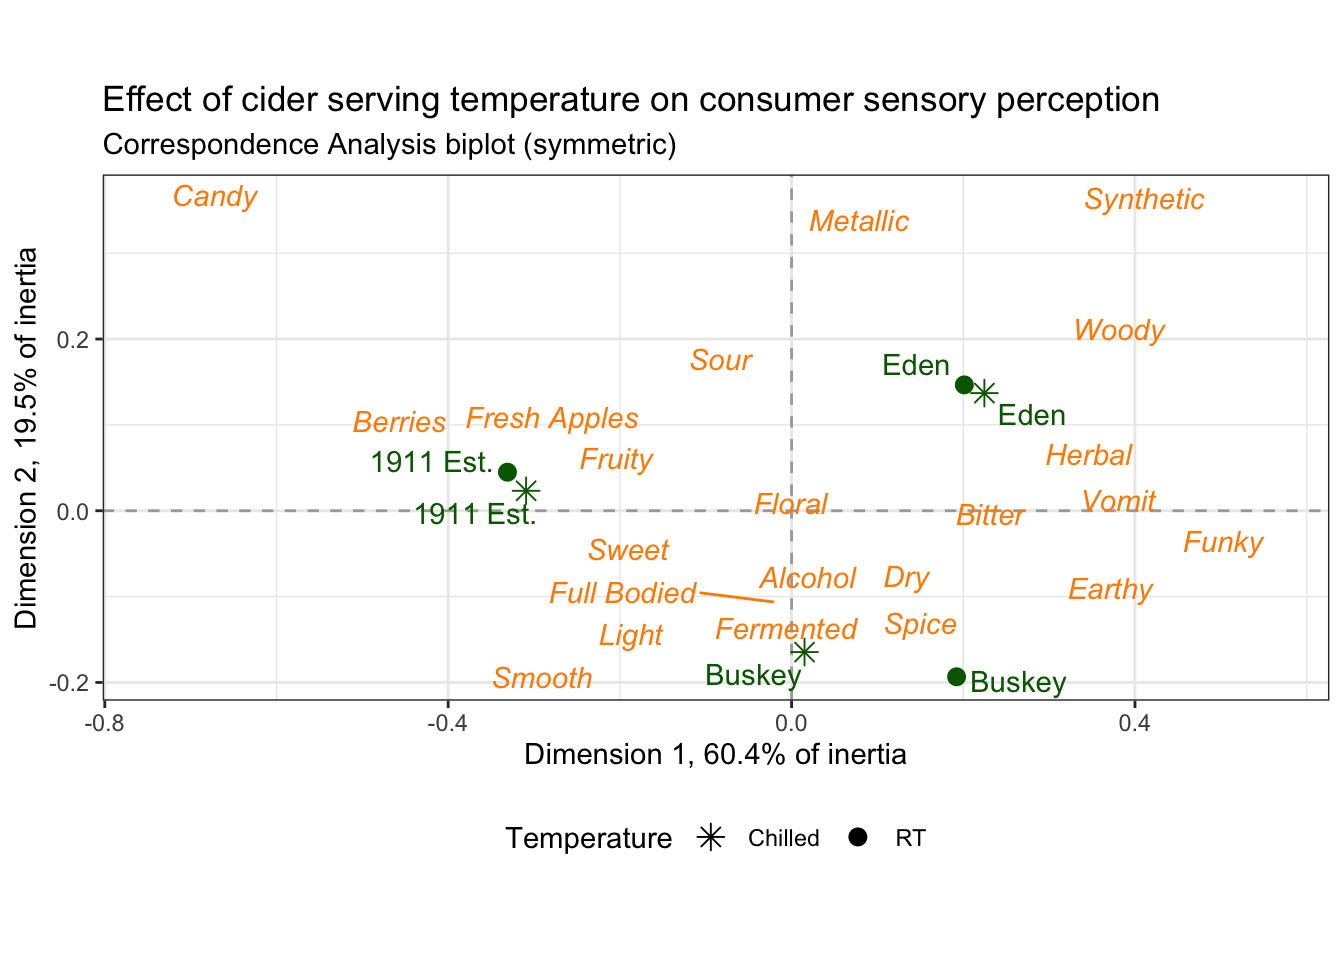 Effect of cider serving temperature on consumer sensory perception
Correspondence Analysis biplot (symmetric)
Candy
Synthetic
Metallic
Woody
Sour
Eden
Eden
Berries
Fresh Apples
Fruity
Herbal
1911 Est.
1911 Est.
Floral
Vomit
Bitter
Funky
Sweet
Alcohol
Dry
Full Bodied
Earthy
Fermented
Spice
Light
Smooth
Buskey
Buskey
0.2
0.0
-0.2
Dimension 2, 19.5% of inertia
-0.8
-0.4
0.0
0.4
Dimension 1, 60.4% of inertia
Temperature Chilled RT